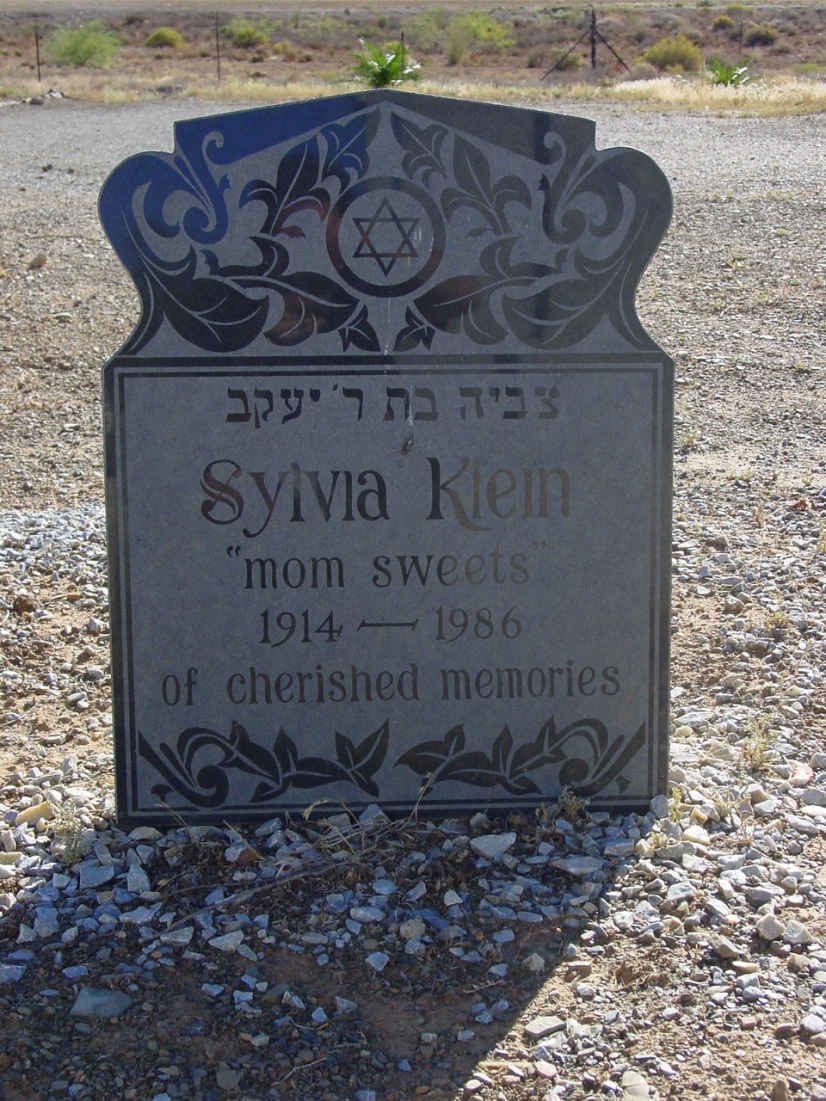 צביה בת ר' יעקב
Sylvia Klein
"mom sweets"
1914 — 1986
of cherished memories